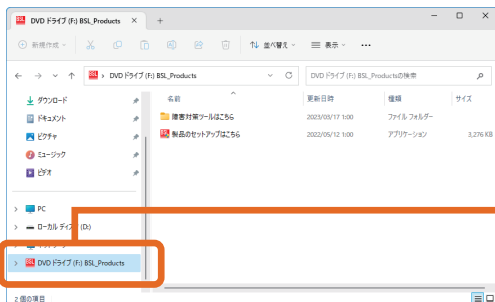 BSL DVD ドライブ (F:) BSL_Products
新規作成
並べ替え
表示
BSL DVD ドライブ (F:) BSL_Products
DVD ドライブ (F:) BSL_Productsの検索
名前 更新日時 種類 サイズ
ダウンロード
ドキュメント
障害対策ツールはこちら 2023/03/17 1:00 ファイル フォルダー
ピクチャ
BSL 製品のセットアップはこちら 2022/05/12 1:00 アプリケーション 3,276 KB
ミュージック
ビデオ
PC
ローカル ディスク (D:)
BSL DVD ドライブ (F:) BSL_Products
2 個の項目